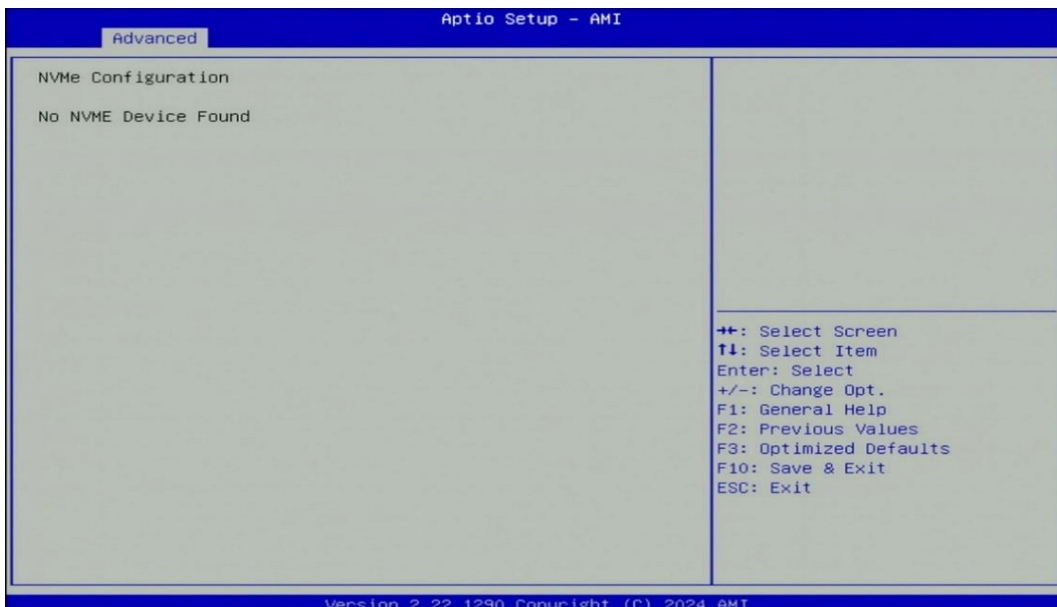 Aptio Setup - AMI
Advanced
NVMe Configuration
No NVME Device Found
→←: Select Screen
↑↓: Select Item
Enter: Select
+/-: Change Opt.
F1: General Help
F2: Previous Values
F3: Optimized Defaults
F10: Save & Exit
ESC: Exit
Version 2.22.1290 Copyright (C) 2024 AMI